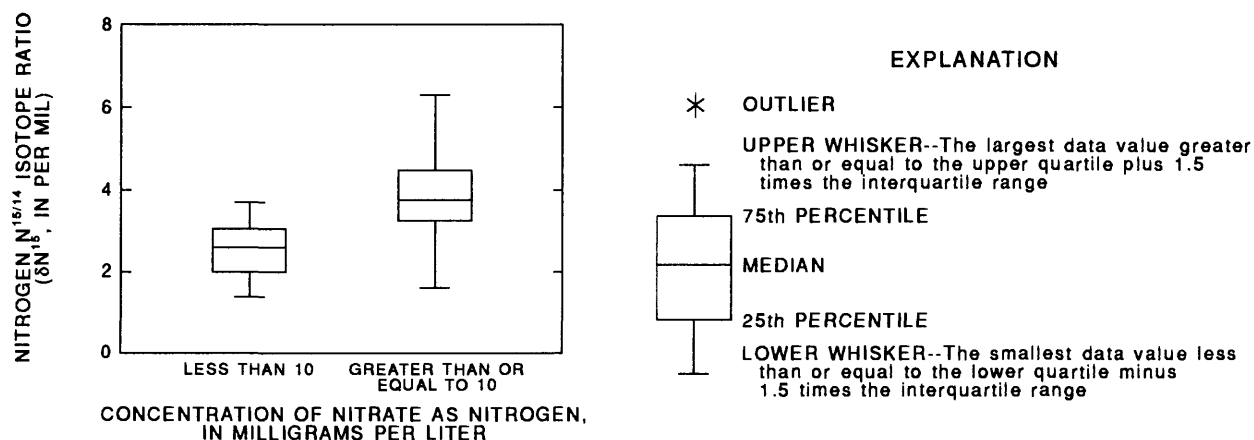 NITROGEN N15/14 ISOTOPE RATIO
(δN15, IN PER MIL)
8
6
4
2
0
LESS THAN 10
GREATER THAN OR
EQUAL TO 10
CONCENTRATION OF NITRATE AS NITROGEN,
IN MILLIGRAMS PER LITER
EXPLANATION
OUTLIER
UPPER WHISKER--The largest data value greater
than or equal to the upper quartile plus 1.5
times the interquartile range
75th PERCENTILE
MEDIAN
25th PERCENTILE
LOWER WHISKER--The smallest data value less
than or equal to the lower quartile minus
1.5 times the interquartile range